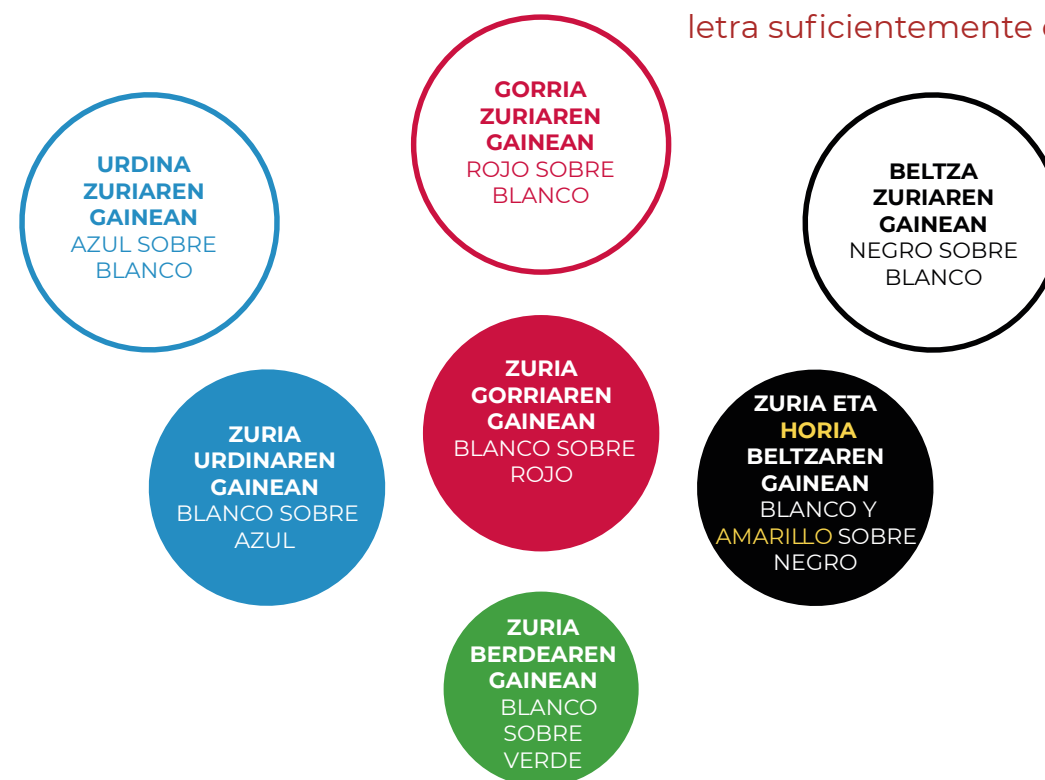 letra suficientemente
GORRIA
ZURIAREN
GAINEAN
ROJO SOBRE
BLANCO
URDINA
ZURIAREN
GAINEAN
AZUL SOBRE
BLANCO
BELTZA
ZURIAREN
GAINEAN
NEGRO SOBRE
BLANCO
ZURIA
GORRIAREN
GAINEAN
BLANCO SOBRE
ROJO
ZURIA
URDINAREN
GAINEAN
BLANCO SOBRE
AZUL
ZURIA ETA
HORIA
BELTZAREN
GAINEAN
BLANCO Y
AMARILLO SOBRE
NEGRO
ZURIA
BERDEAREN
GAINEAN
BLANCO
SOBRE
VERDE